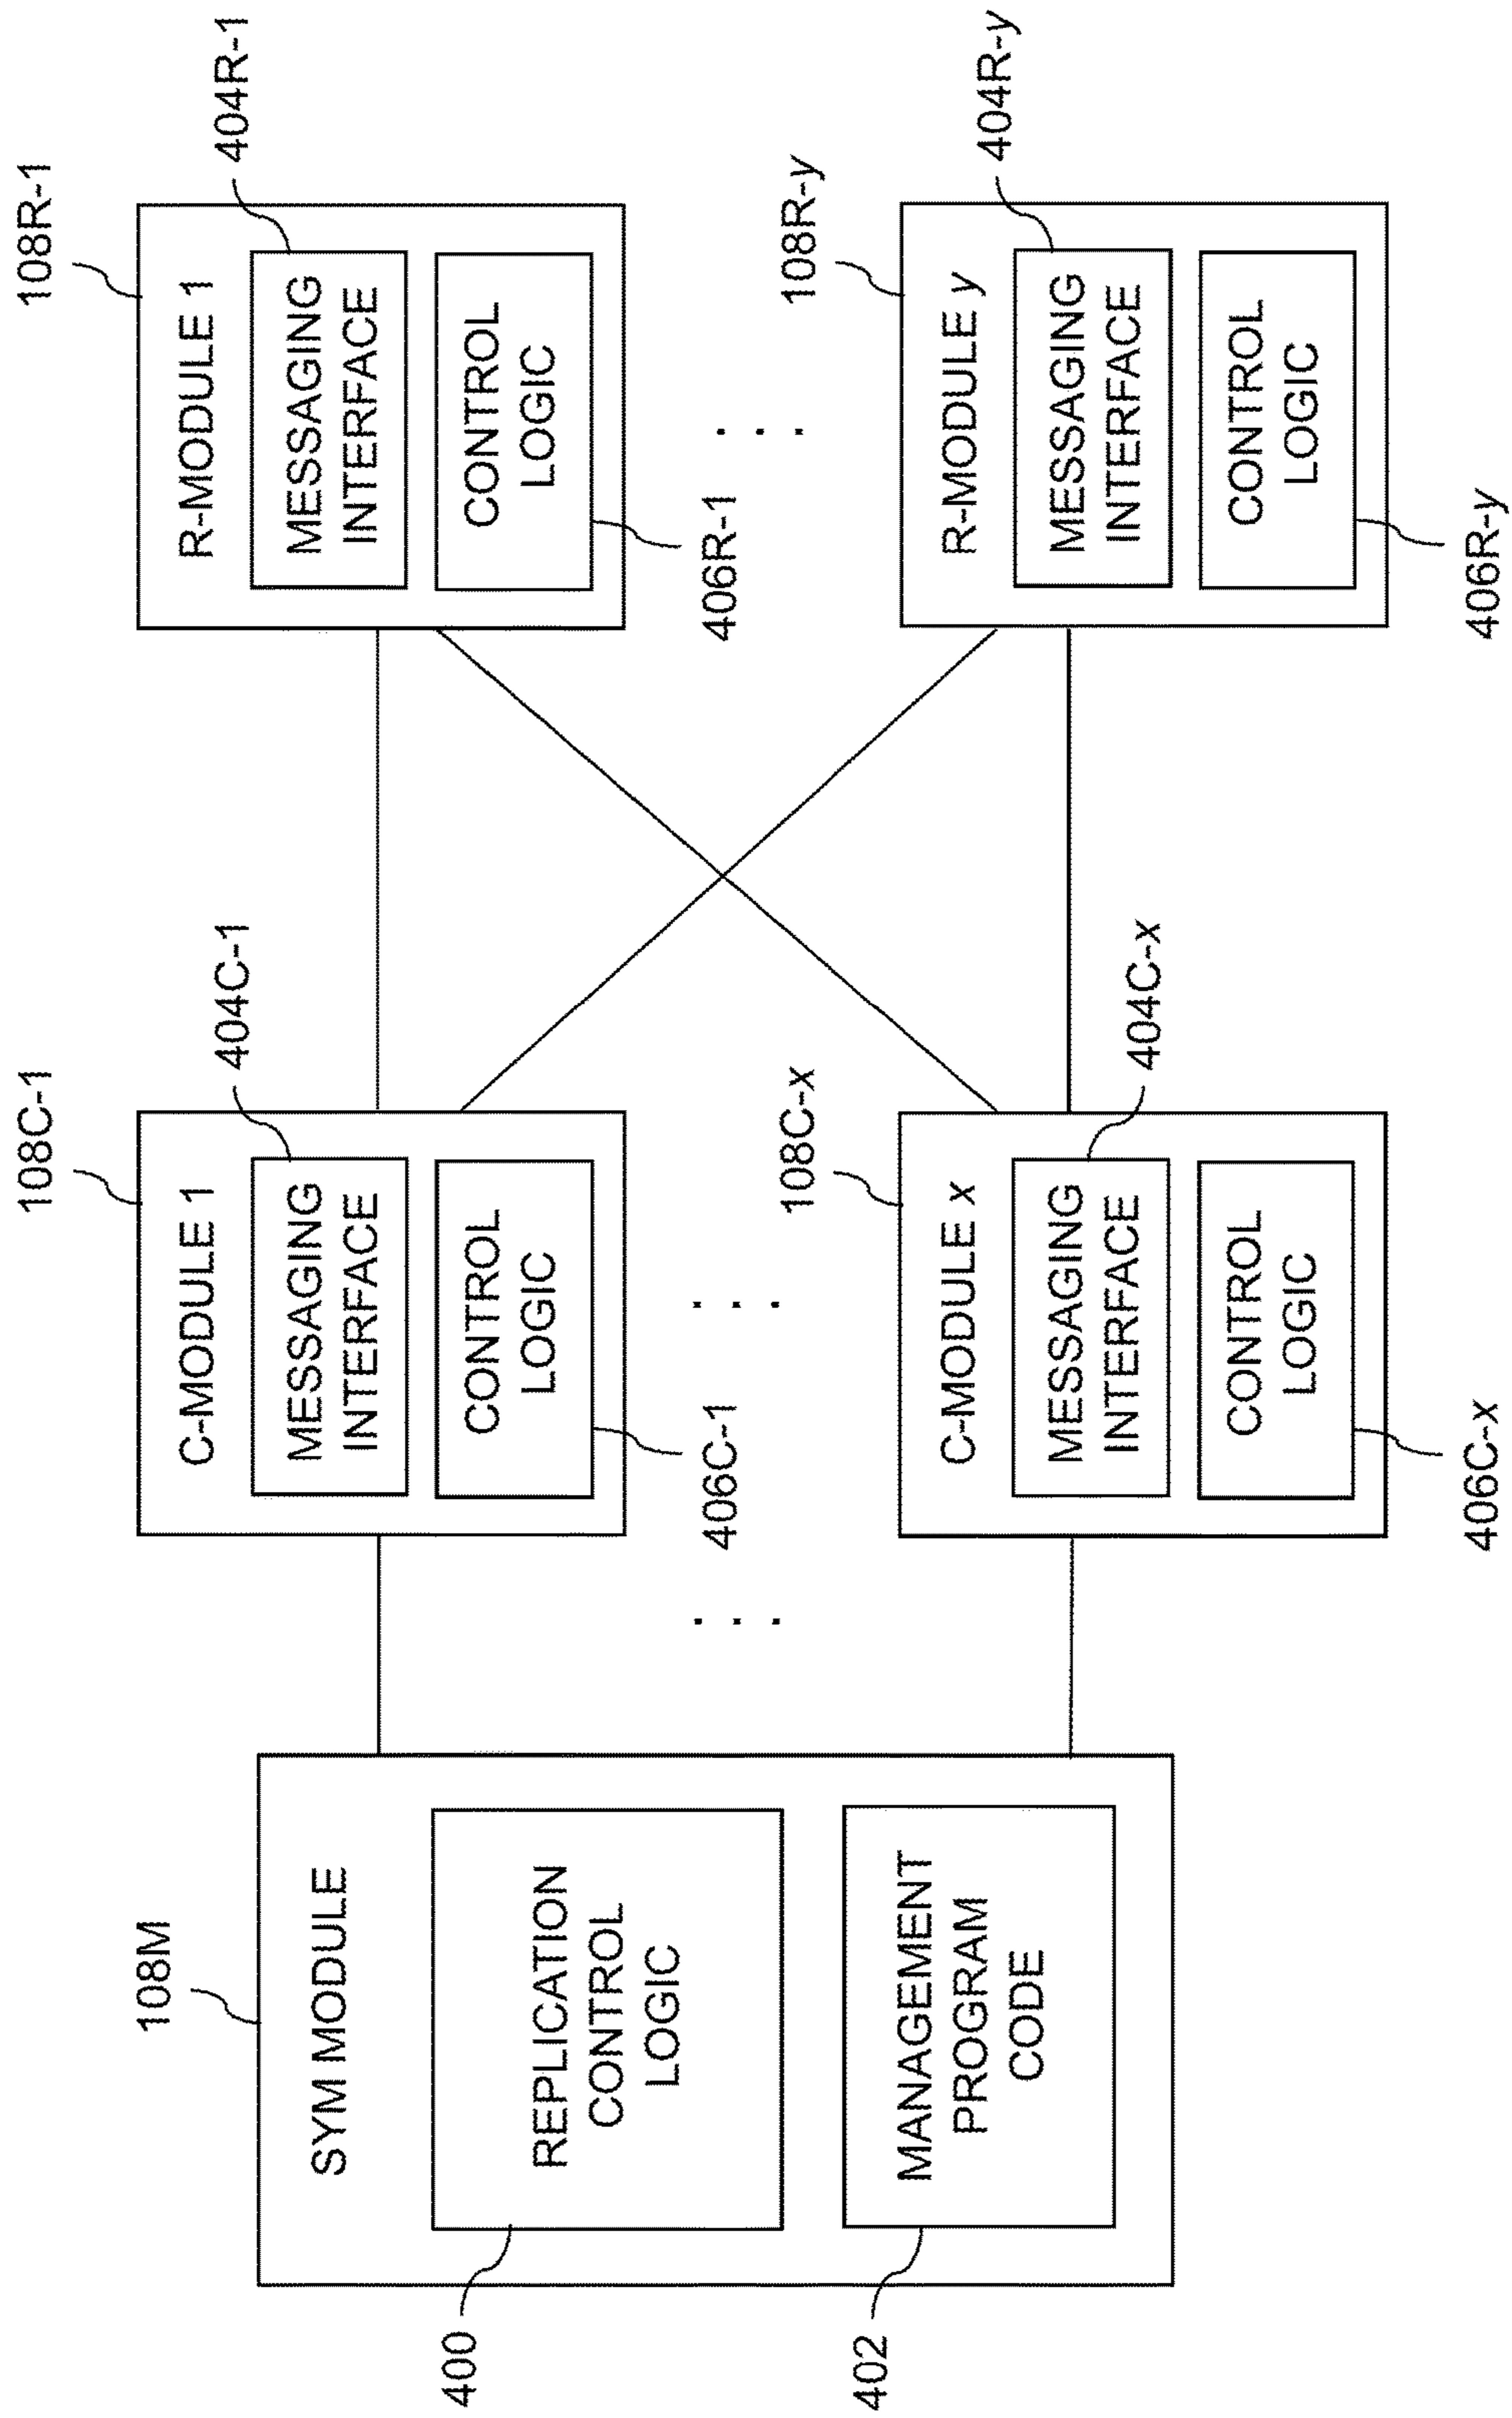 108M
SYM MODULE
REPLICATION
CONTROL
LOGIC
400
MANAGEMENT
PROGRAM
CODE
402
108C-1
C-MODULE 1
404C-1
MESSAGING
INTERFACE
CONTROL
LOGIC
406C-1
. . .
. . .
108C-x
C-MODULE x
404C-x
MESSAGING
INTERFACE
CONTROL
LOGIC
406C-x
108R-1
R-MODULE 1
404R-1
MESSAGING
INTERFACE
CONTROL
LOGIC
406R-1
. . .
108R-y
R-MODULE y
404R-y
MESSAGING
INTERFACE
CONTROL
LOGIC
406R-y